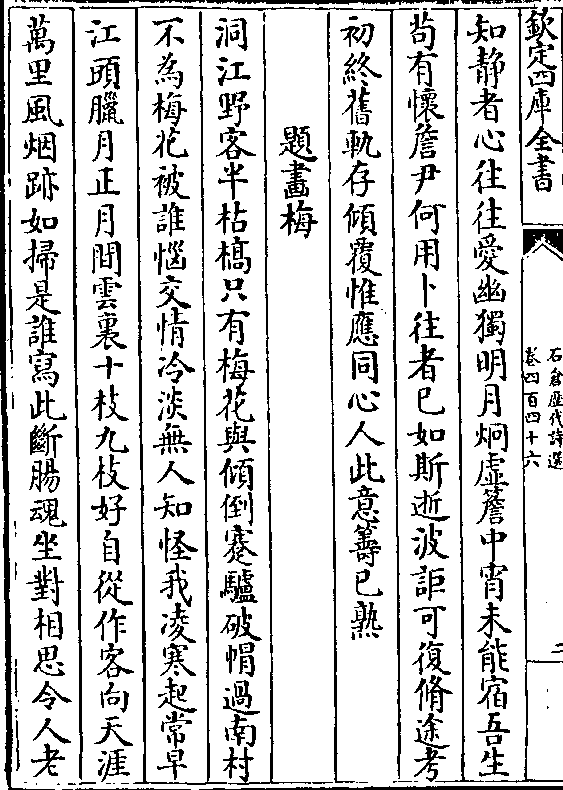 欽定四庫全書
石倉歷代詩選
卷四百四十六
二
知静者心往往愛幽獨明月炯虚簷中宵未能宿吾生
茍有懷詹尹何用卜往者已如斯逝波詎可復脩途考
初終舊軌存傾覆惟應同心人此意籌已熟
題畫梅
洞江野客半枯槁只有梅花與傾倒蹇驢破帽過南村
不為梅花被誰惱交情冷淡無人知怪我凌寒起常早
江頭臘月正月間雲裏十枝九枝好自從作客向天涯
萬里風烟跡如掃是誰寫此斷腸魂坐對相思令人老